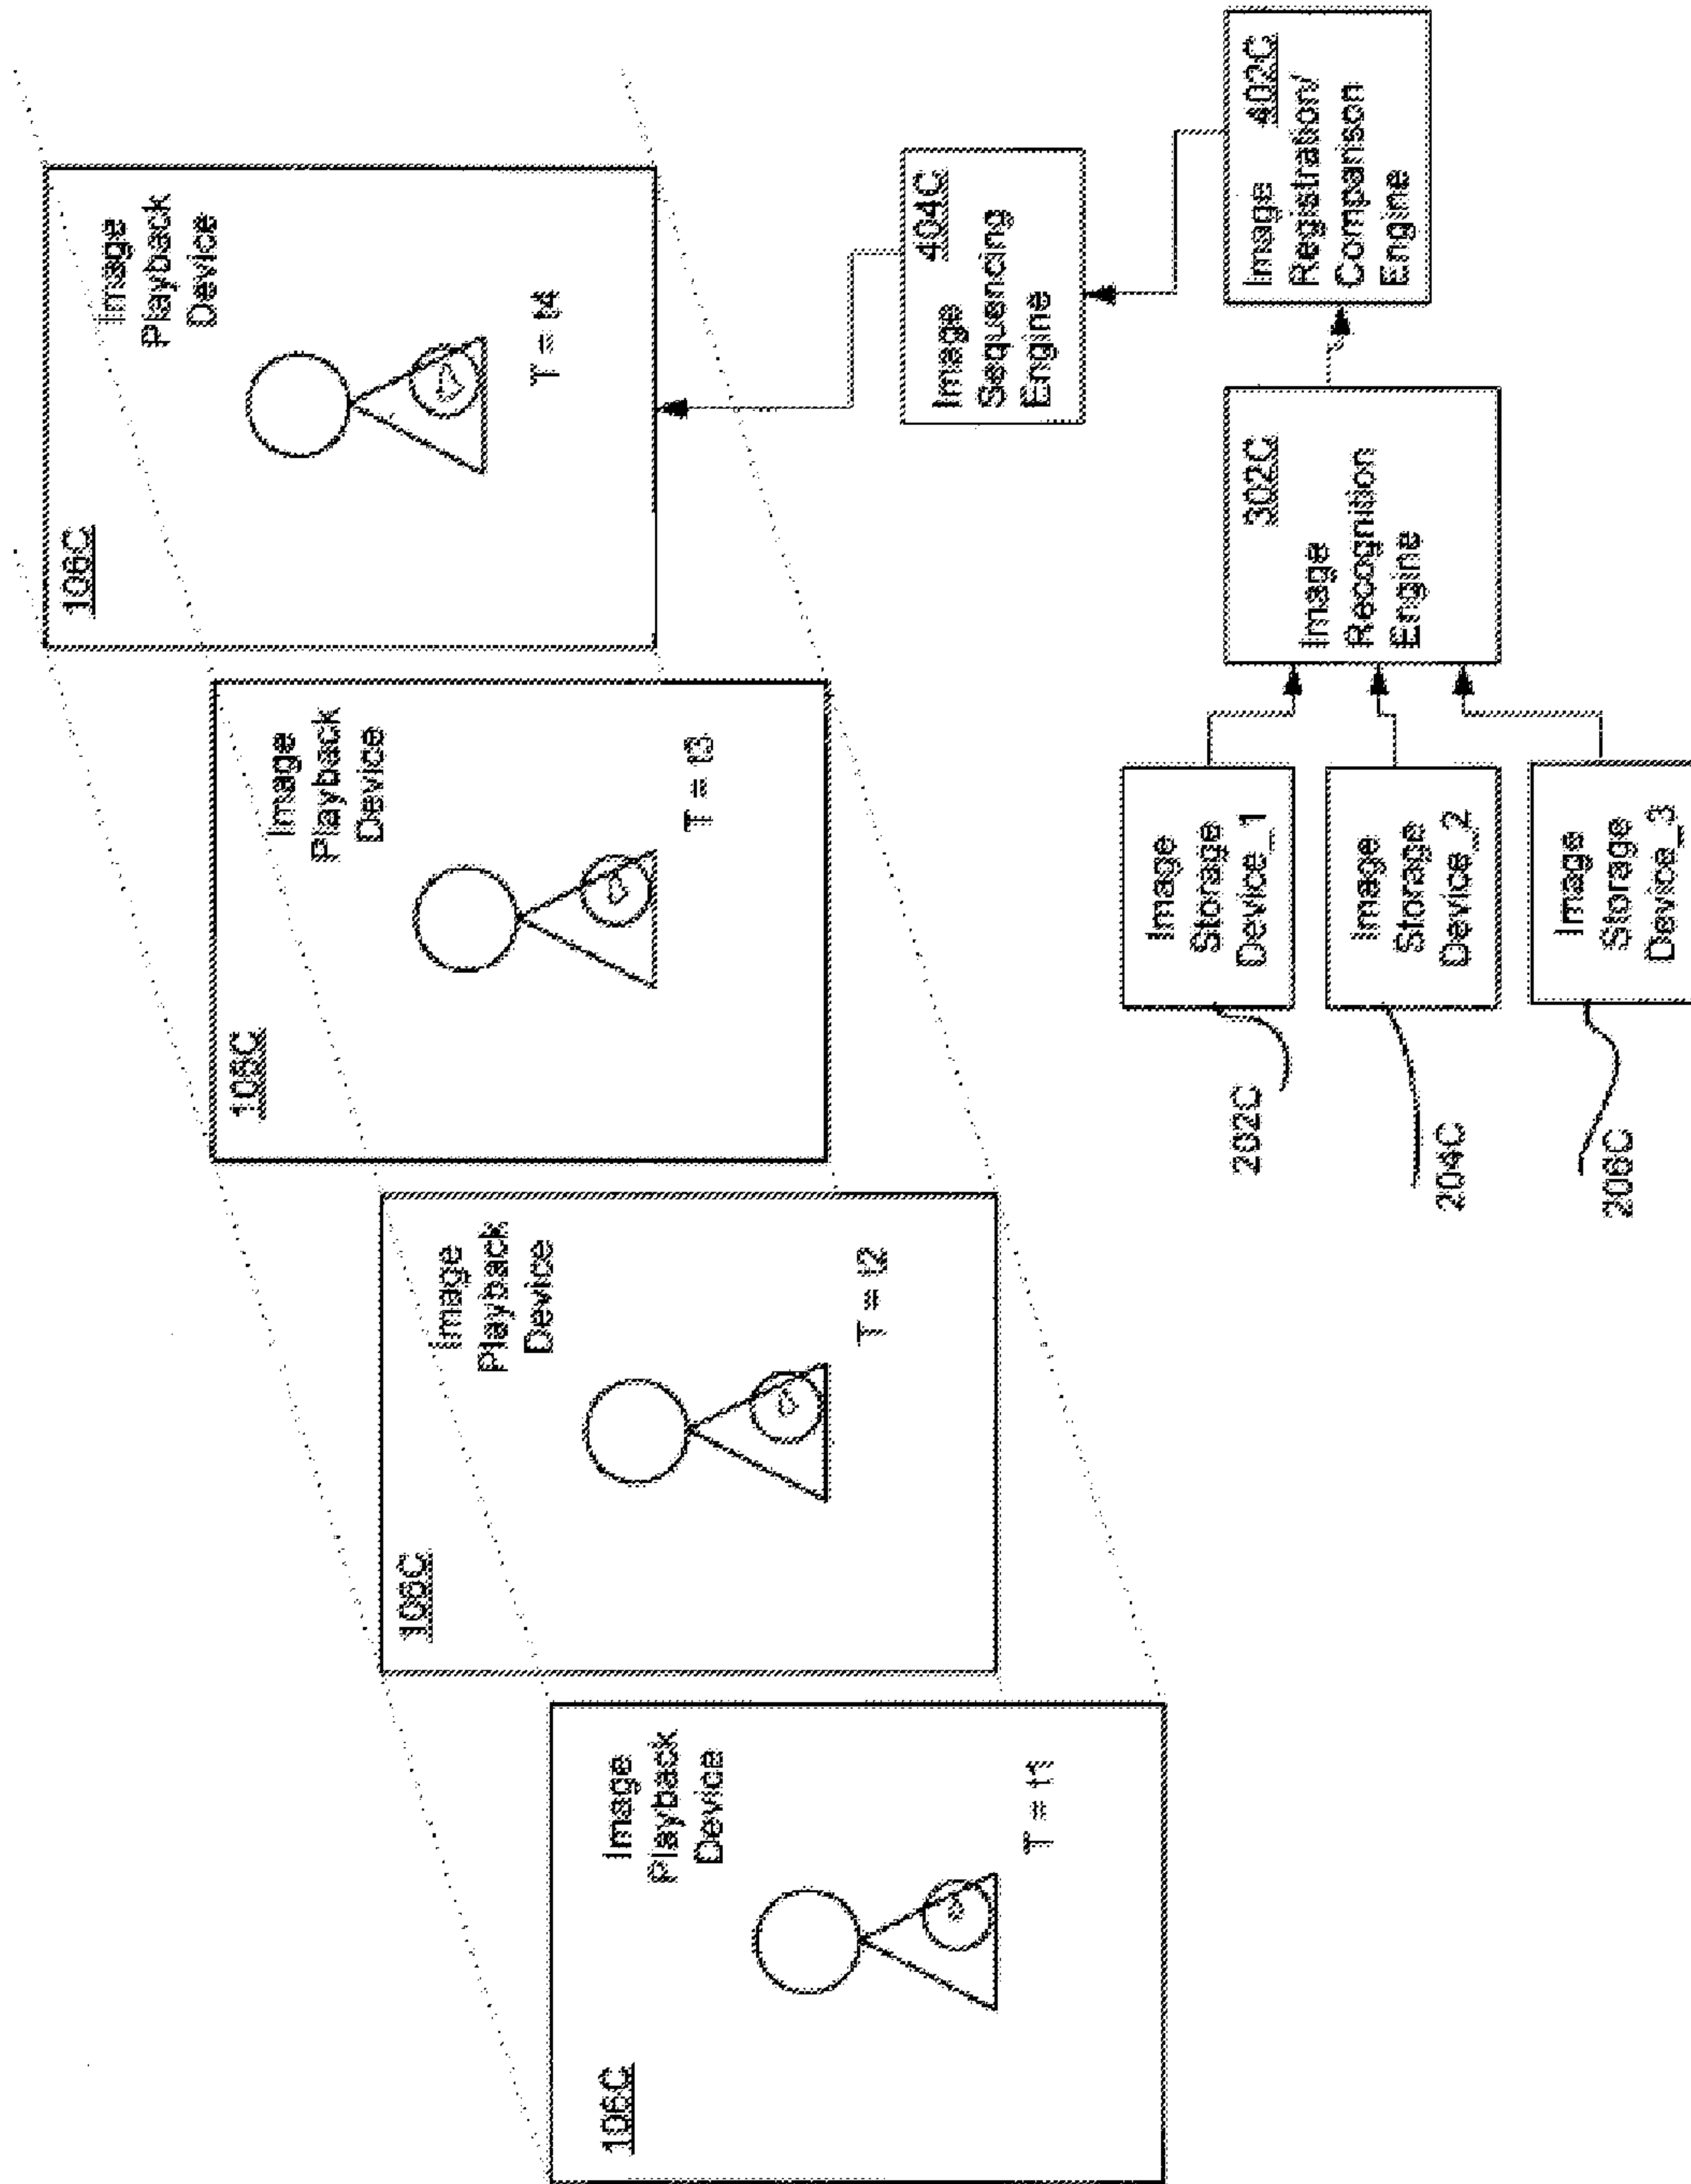 106C
Image
Playback
Device
T = t1
106C
Image
Playback
Device
T = t2
106C
Image
Playback
Device
T = t3
106C
Image
Playback
Device
T = t4
404C
Image
Sequencing
Engine
402C
Image
Registration/
Comparison
Engine
302C
Image
Recognition
Engine
Image
Storage
Device_1
202C
Image
Storage
Device_2
204C
Image
Storage
Device_3
206C